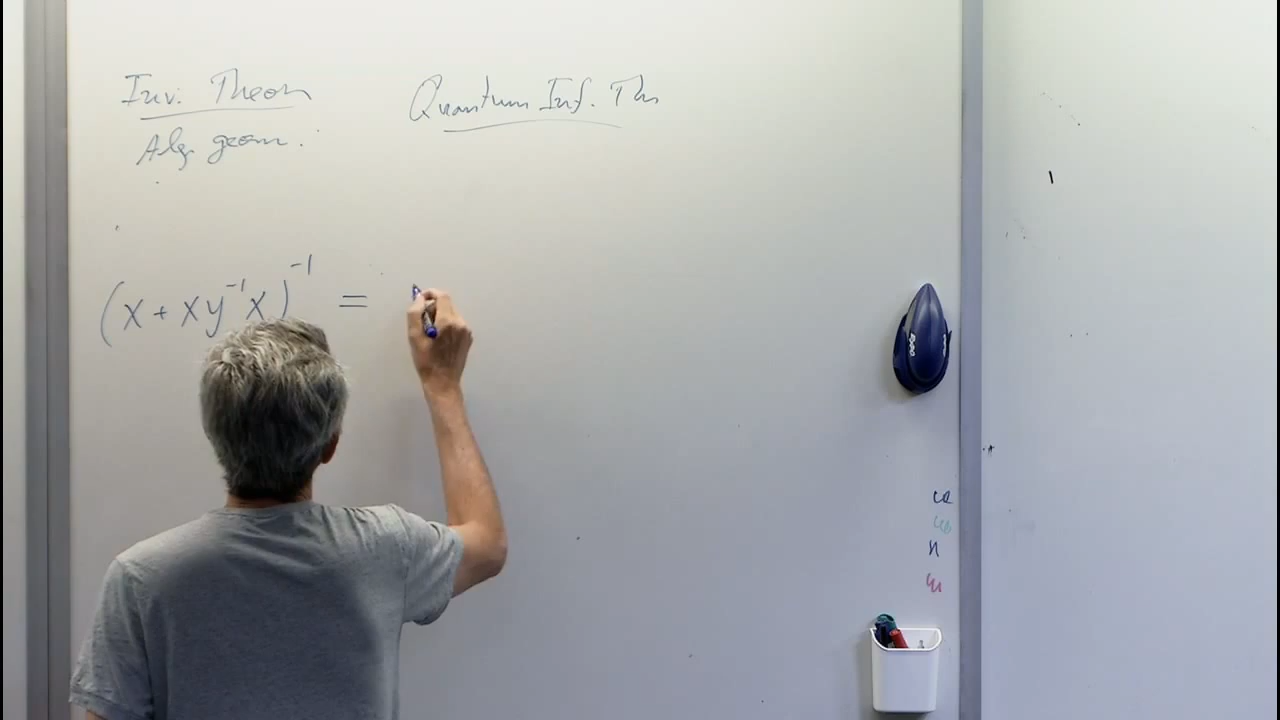 Inv. Theory
Quantum Inf. Th
Alg. geom.
(x + xy⁻¹x)⁻¹ =